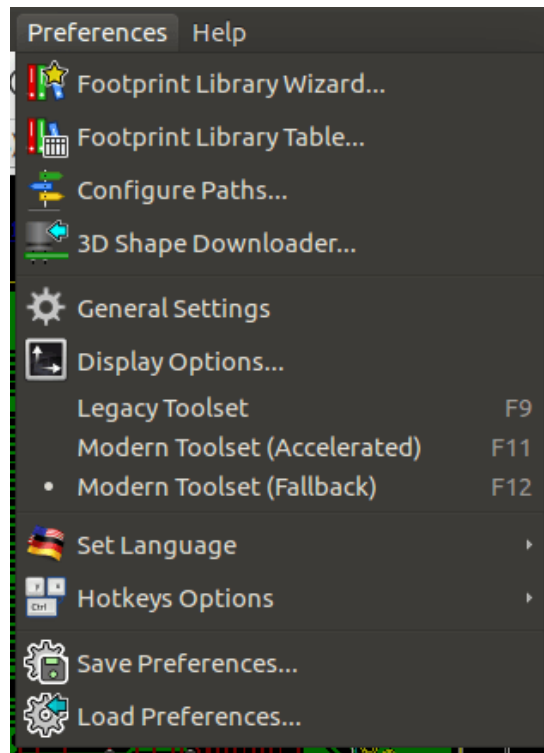 Preferences Help
Footprint Library Wizard...
Footprint Library Table...
Configure Paths...
3D Shape Downloader...
General Settings
Display Options...
Legacy Toolset F9
Modern Toolset (Accelerated) F11
Modern Toolset (Fallback) F12
Set Language
Hotkeys Options
Save Preferences...
Load Preferences...